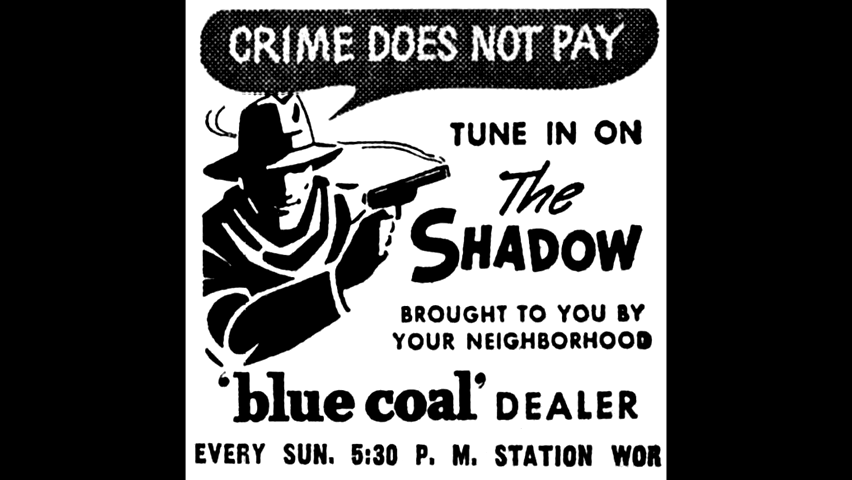 CRIME DOES NOT PAY
TUNE IN ON
The
SHADOW
BROUGHT TO YOU BY
YOUR NEIGHBORHOOD
'blue coal' DEALER
EVERY SUN. 5:30 P. M. STATION WOR